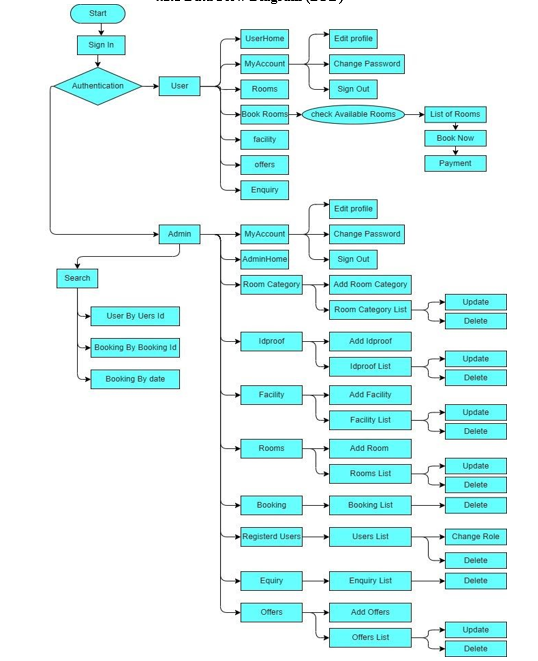 Start
Sign In
Authentication
User
UserHome
MyAccount
Edit profile
Change Password
Sign Out
Rooms
Book Rooms
check Available Rooms
List of Rooms
Book Now
Payment
facility
offers
Enquiry
Admin
MyAccount
Edit profile
Change Password
Sign Out
AdminHome
Search
User By Uers Id
Booking By Booking Id
Booking By date
Room Category
Add Room Category
Room Category List
Update
Delete
Idproof
Add Idproof
Idproof List
Update
Delete
Facility
Add Facility
Facility List
Update
Delete
Rooms
Add Room
Rooms List
Update
Delete
Booking
Booking List
Delete
Registerd Users
Users List
Change Role
Delete
Equiry
Enquiry List
Delete
Offers
Add Offers
Offers List
Update
Delete